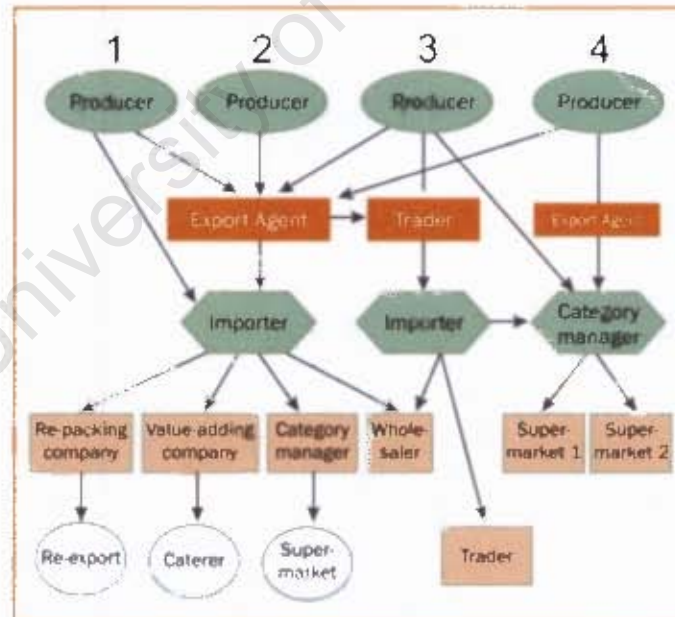 University of
1 2 3 4
Producer Producer Producer Producer
Export Agent Trader Export Agent
Importer Importer Category
manager
Re-packing
company
Value-adding
company
Category
manager
Whole-
saler
Super-
market 1
Super-
market 2
Re-export Caterer Super-
market
Trader